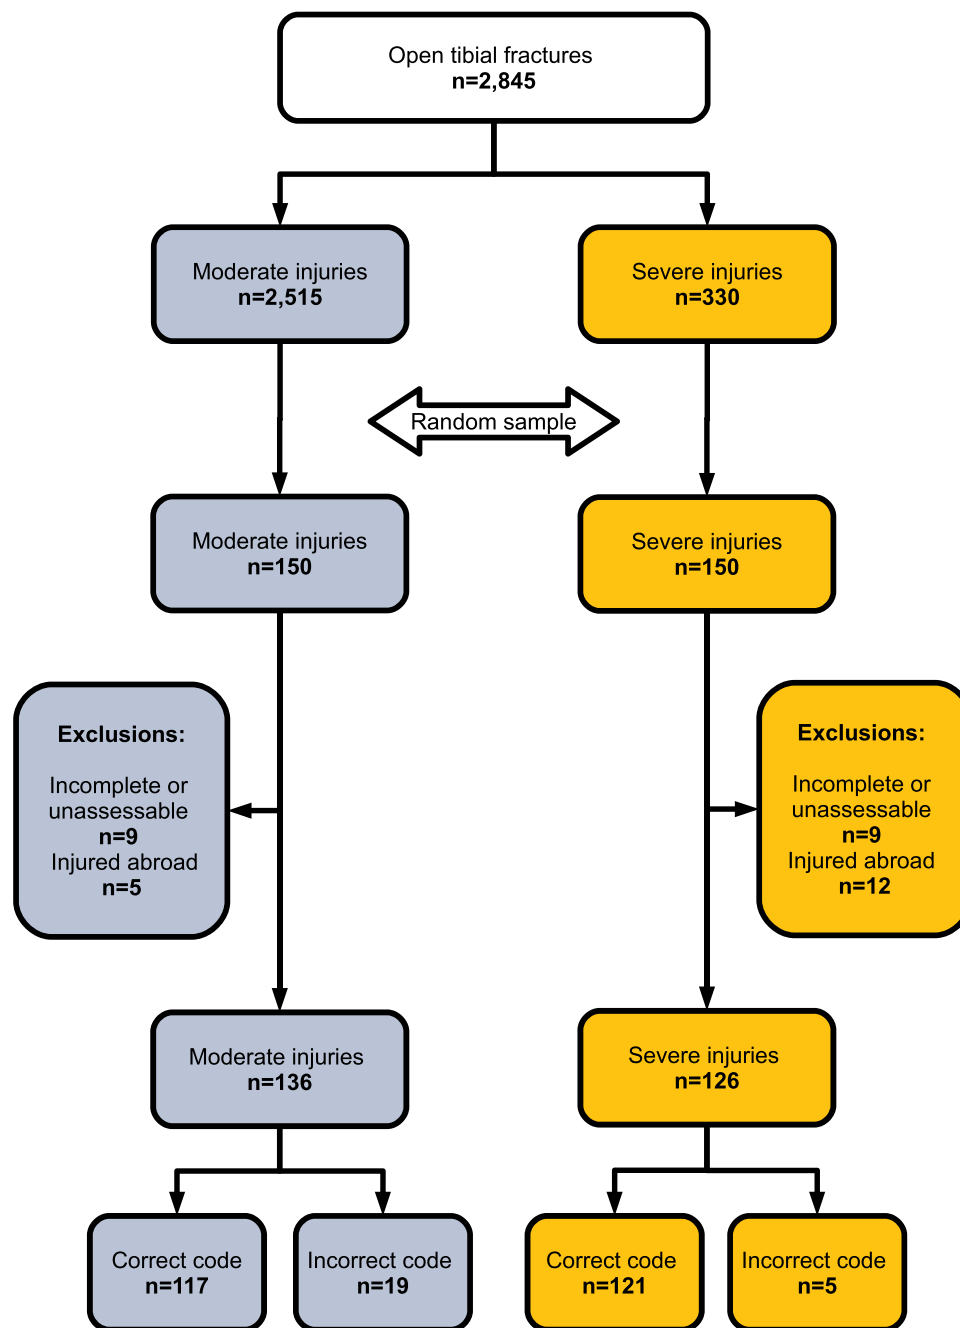 Open tibial fractures
n=2,845
Moderate injuries
n=2,515
Severe injuries
n=330
Random sample
Moderate injuries
n=150
Severe injuries
n=150
Exclusions:
Incomplete or
unassessable
n=9
Injured abroad
n=5
Exclusions:
Incomplete or
unassessable
n=9
Injured abroad
n=12
Moderate injuries
n=136
Severe injuries
n=126
Correct code
n=117
Incorrect code
n=19
Correct code
n=121
Incorrect code
n=5